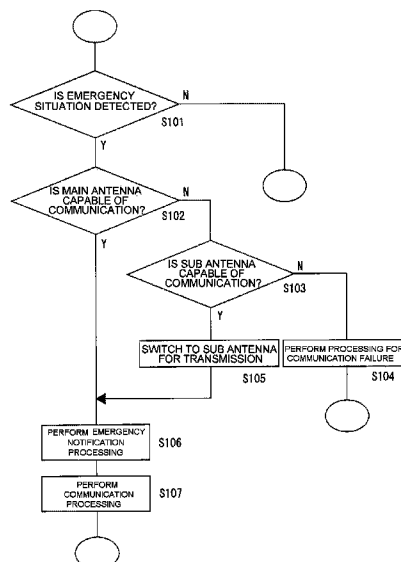 IS EMERGENCY
SITUATION DETECTED?
N
S101
Y
IS MAIN ANTENNA
CAPABLE OF
COMMUNICATION?
N
S102
Y
IS SUB ANTENNA
CAPABLE OF
COMMUNICATION?
N
S103
Y
SWITCH TO SUB ANTENNA
FOR TRANSMISSION
S105
PERFORM PROCESSING FOR
COMMUNICATION FAILURE
S104
PERFORM EMERGENCY
NOTIFICATION
PROCESSING
S106
PERFORM
COMMUNICATION
PROCESSING
S107